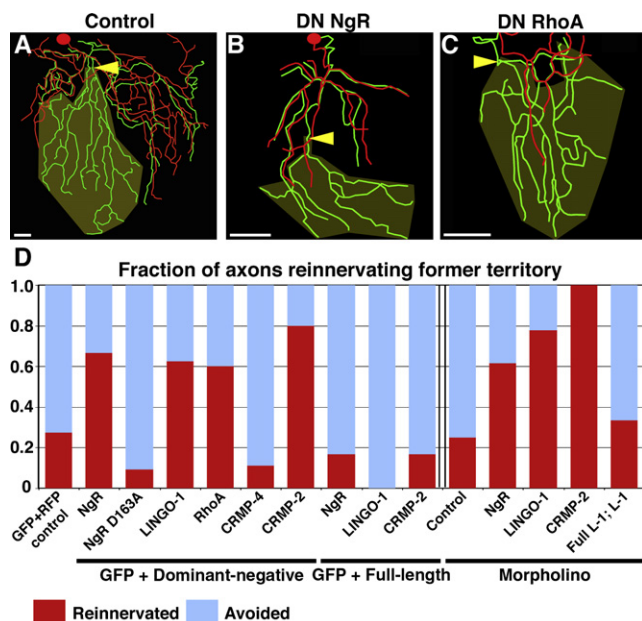 Control DN NgR DN RhoA
A B C
D
Fraction of axons reinnervating former territory
1.0
0.8
0.6
0.4
0.2
0
GFP+RFP control
NgR
NgR D163A
LINGO-1
RhoA
CRMP-4
CRMP-2
NgR
LINGO-1
CRMP-2
Control
NgR
LINGO-1
CRMP-2
Full L-1; L-1
GFP + Dominant-negative GFP + Full-length Morpholino
Reinnervated Avoided